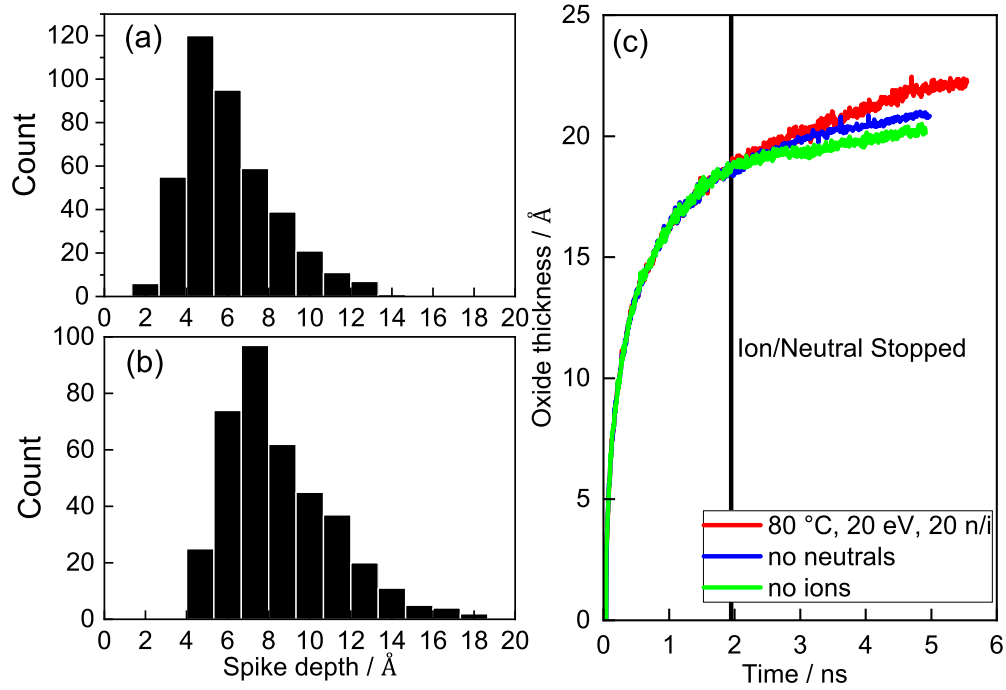 (a)
120
100
80
60
40
20
0
Count
0 2 4 6 8 10 12 14 16 18 20
(b)
100
80
60
40
20
0
Count
0 2 4 6 8 10 12 14 16 18 20
Spike depth / Å
(c)
25
20
15
10
5
0
Oxide thickness / Å
Ion/Neutral Stopped
80 °C, 20 eV, 20 n/i
no neutrals
no ions
0 1 2 3 4 5 6
Time / ns